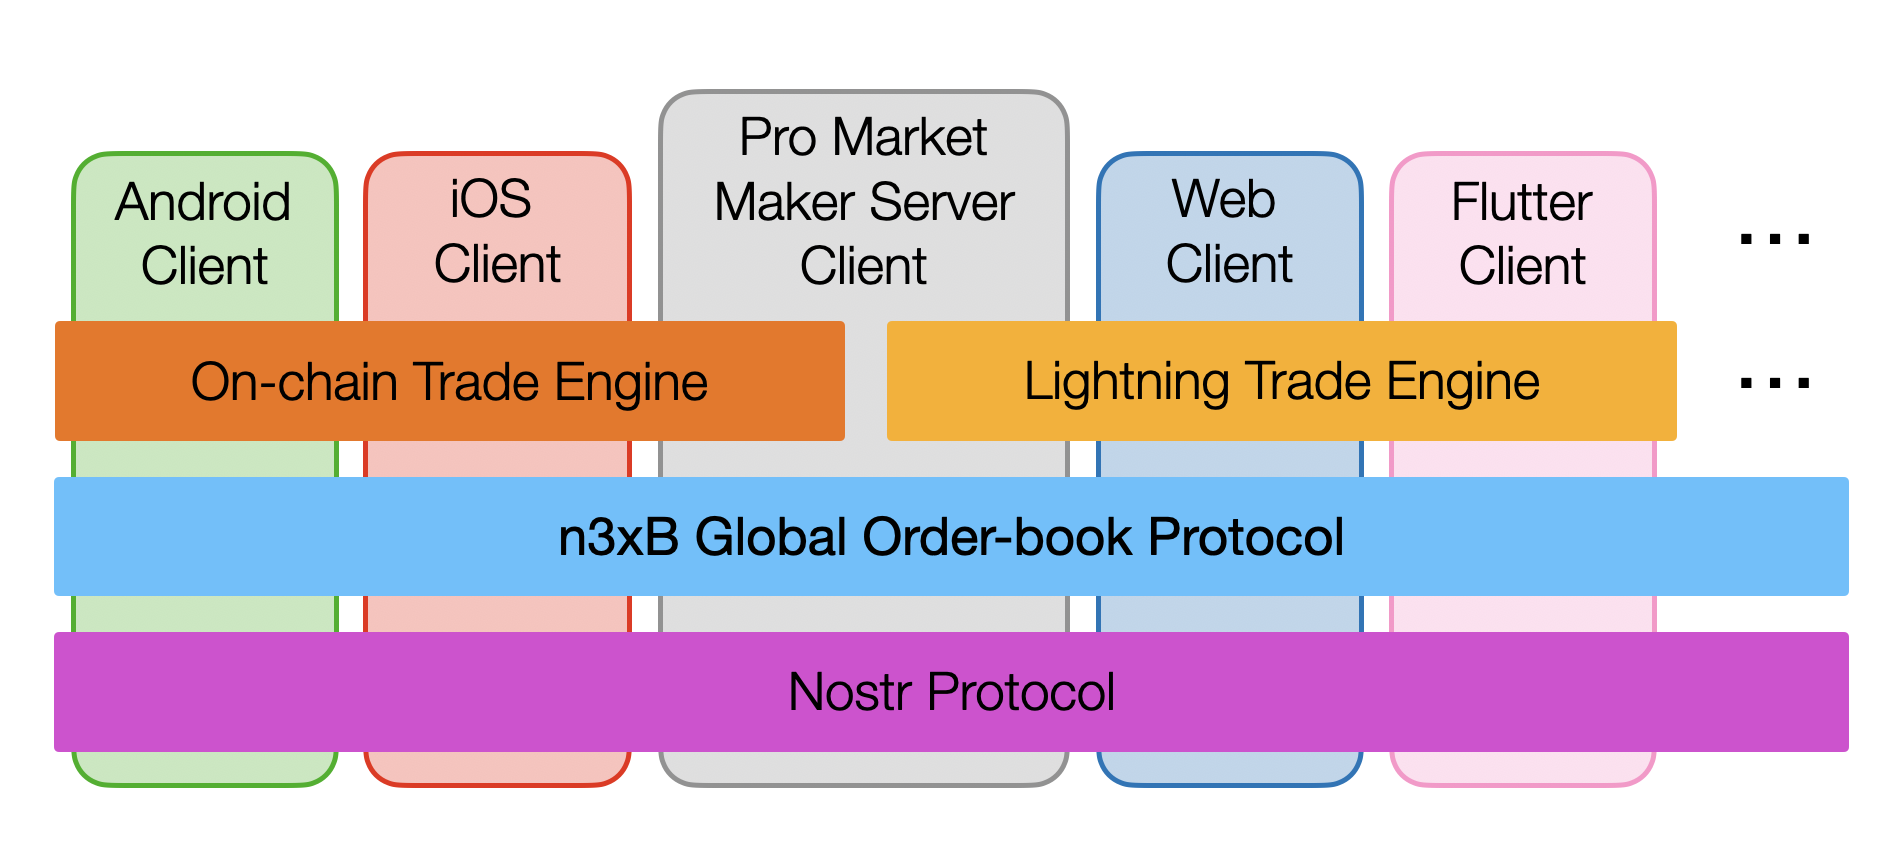 Android
Client
iOS
Client
Pro Market
Maker Server
Client
Web
Client
Flutter
Client
...
On-chain Trade Engine
Lightning Trade Engine
...
n3xB Global Order-book Protocol
Nostr Protocol